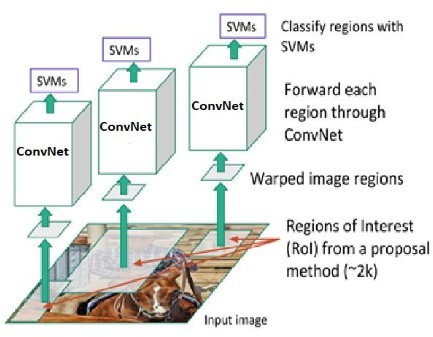 SVMs
SVMs
SVMs
Classify regions with
SVMs
ConvNet
ConvNet
ConvNet
Forward each
region through
ConvNet
Warped image regions
Regions of Interest
(RoI) from a proposal
method (~2k)
Input image